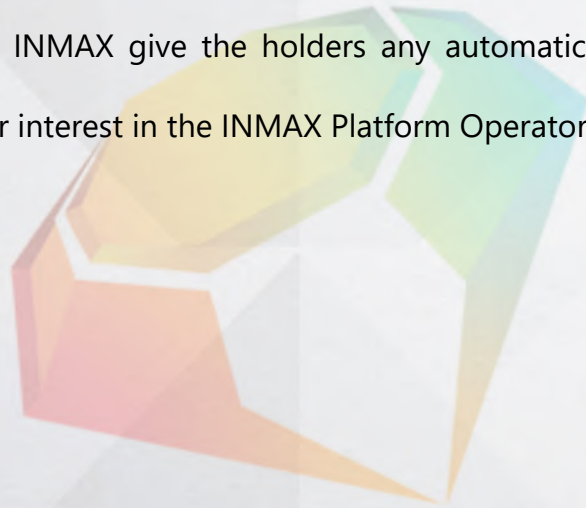 INMAX give the holders any automatic
r interest in the INMAX Platform Operator